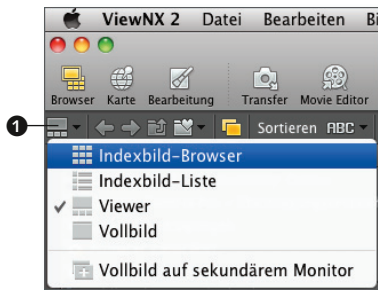 ViewNX 2 Datei Bearbeiten
Browser Karte Bearbeitung Transfer Movie Editor
1 Sortieren ABC
Indexbild-Browser
Indexbild-Liste
Viewer
Vollbild
Vollbild auf sekundärem Monitor